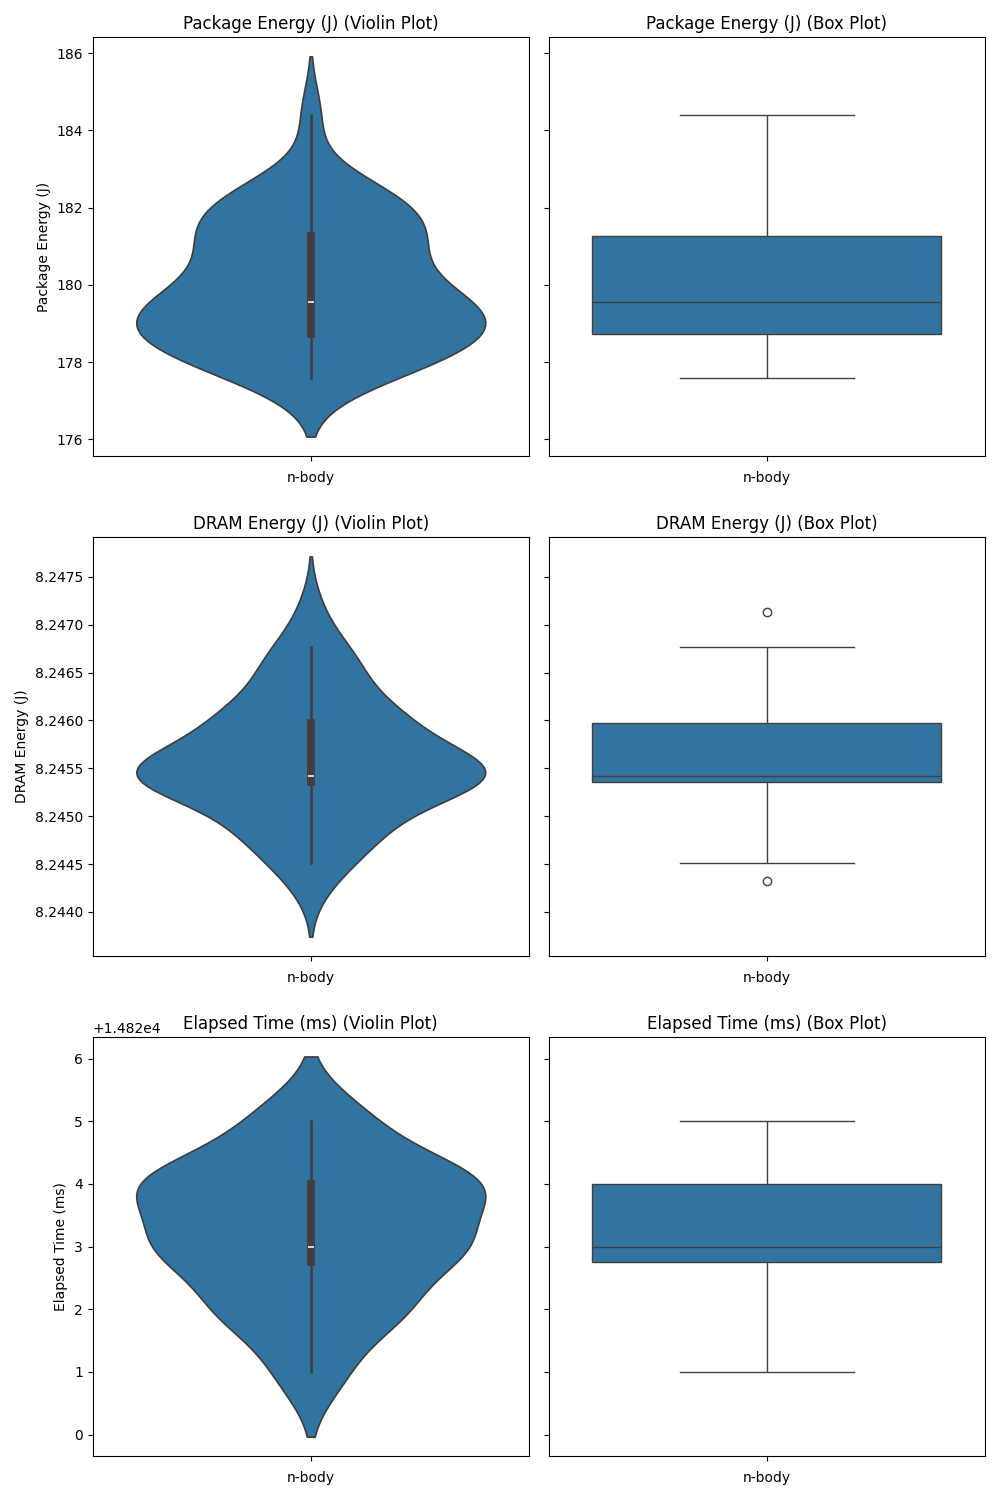 Package Energy (J) (Violin Plot)
Package Energy (J) (Box Plot)
186
184
182
180
178
176
Package Energy (J)
n-body
n-body
DRAM Energy (J) (Violin Plot)
DRAM Energy (J) (Box Plot)
8.2475
8.2470
8.2465
8.2460
8.2455
8.2450
8.2445
8.2440
DRAM Energy (J)
n-body
n-body
+1.482e4
Elapsed Time (ms) (Violin Plot)
Elapsed Time (ms) (Box Plot)
6
5
4
3
2
1
0
Elapsed Time (ms)
n-body
n-body